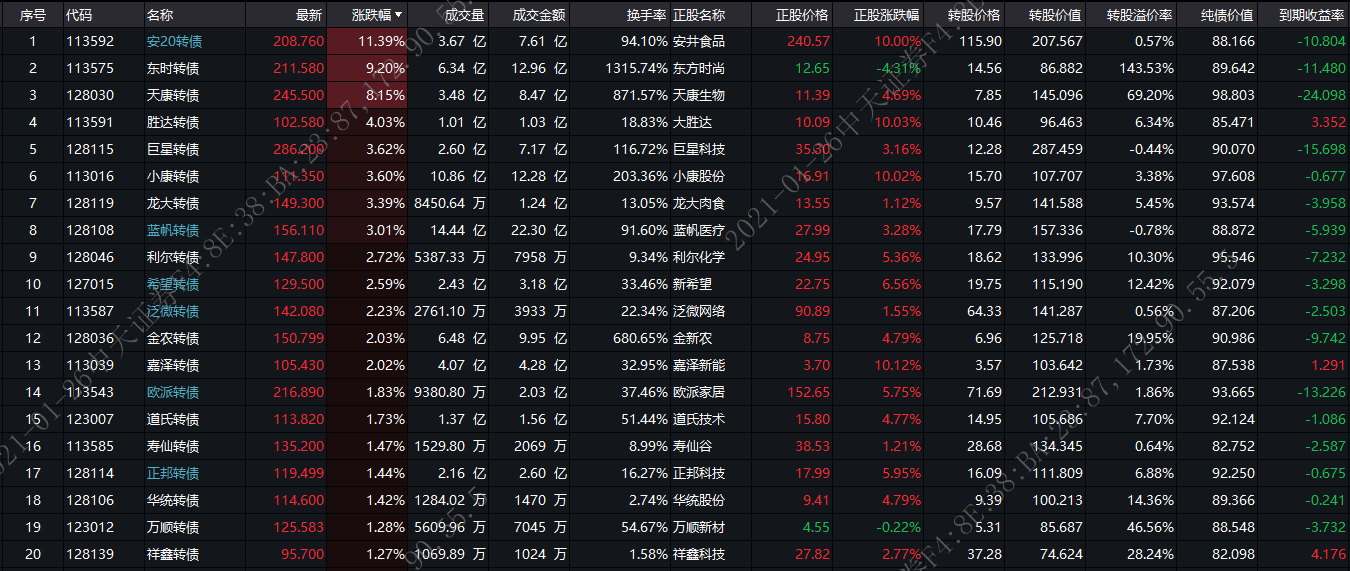 序号 代码 名称 最新 涨跌幅 成交量 成交金额 换手率 正股名称 正股价格 正股涨跌幅 转股价格 转股价值 转股溢价率 纯债价值 到期收益率
1 113592 安20转债 208.760 11.39% 3.67 亿 7.61 亿 94.10% 安井食品 240.57 10.00% 115.90 207.567 0.57% 88.166 -10.804
2 113575 东时转债 211.580 9.20% 6.34 亿 12.96 亿 1315.74% 东方时尚 12.65 -4.31% 14.56 86.882 143.53% 89.642 -11.480
3 128030 天康转债 245.500 8.15% 3.48 亿 8.47 亿 871.57% 天康生物 11.39 7.85 145.096 69.20% 98.803 -24.098
4 113591 胜达转债 102.580 4.03% 1.01 亿 1.03 亿 18.83% 大胜达 10.09 10.03% 10.46 96.463 6.34% 85.471 3.352
5 128115 巨星转债 286.200 3.62% 2.60 亿 7.17 亿 116.72% 巨星科技 35.30 3.16% 12.28 287.459 -0.44% 90.070 -15.698
6 113016 小康转债 111.350 3.60% 10.86 亿 12.28 亿 203.36% 小康股份 16.91 10.02% 15.70 107.707 3.38% 97.608 -0.677
7 128119 龙大转债 149.300 3.39% 8450.64 万 1.24 亿 13.05% 龙大肉食 13.55 1.12% 9.57 141.588 5.45% 93.574 -3.958
8 128108 蓝帆转债 156.110 3.01% 14.44 亿 22.30 亿 91.60% 蓝帆医疗 27.99 3.28% 17.79 157.336 -0.78% 88.872 -5.939
9 128046 利尔转债 147.800 2.72% 5387.33 万 7958 万 9.34% 利尔化学 24.95 5.36% 18.62 133.996 10.30% 95.546 -7.232
10 127015 希望转债 129.500 2.59% 2.43 亿 3.18 亿 33.46% 新希望 22.75 6.56% 19.75 115.190 12.42% 92.079 -3.298
11 113587 泛微转债 142.080 2.23% 2761.10 万 3933 万 22.34% 泛微网络 90.89 1.55% 64.33 141.287 0.56% 87.206 -2.503
12 128036 金农转债 150.799 2.03% 6.48 亿 9.95 亿 680.65% 金新农 8.75 4.79% 6.96 125.718 19.95% 90.986 -9.742
13 113039 嘉泽转债 105.430 2.02% 4.07 亿 4.28 亿 32.95% 嘉泽新能 3.70 10.12% 3.57 103.642 1.73% 87.538 1.291
14 113543 欧派转债 216.890 1.83% 9380.80 万 2.03 亿 37.46% 欧派家居 152.65 5.75% 71.69 212.931 1.86% 93.665 -13.226
15 123007 道氏转债 113.820 1.73% 1.37 亿 1.56 亿 51.44% 道氏技术 15.80 4.77% 14.95 105.686 7.70% 92.124 -1.086
16 113585 寿仙转债 135.200 1.47% 1529.80 万 2069 万 8.99% 寿仙谷 38.53 1.21% 28.68 134.345 0.64% 82.752 -2.587
17 128114 正邦转债 119.499 1.44% 2.16 亿 2.60 亿 16.27% 正邦科技 17.99 5.95% 16.09 111.809 6.88% 92.250 -0.675
18 128106 华统转债 114.600 1.42% 1284.02 万 1470 万 2.74% 华统股份 9.41 4.79% 9.39 100.213 14.36% 89.366 -0.241
19 123012 万顺转债 125.583 1.28% 5609.96 万 7045 万 54.67% 万顺新材 4.55 -0.22% 5.31 85.687 46.56% 88.548 -3.732
20 128139 祥鑫转债 95.700 1.27% 1069.89 万 1024 万 1.58% 祥鑫科技 27.82 2.77% 37.28 74.624 28.24% 82.098 4.176
2021-01-26中天证券F4:8E:38:BA:23:87,172.90.55.5